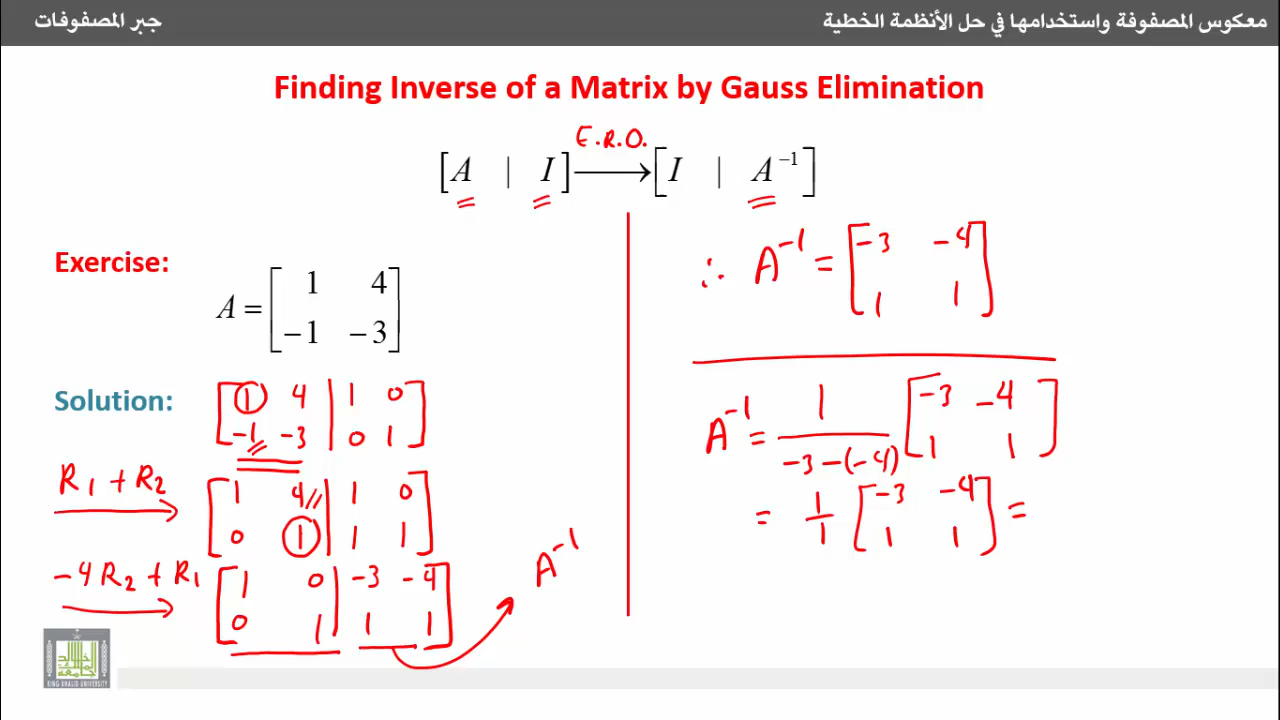 معكوس المصفوفة واستخدامها في حل الأنظمة الخطية
جبر المصفوفات
Finding Inverse of a Matrix by Gauss Elimination
E.R.O.
[A | I] ⟶ [I | A⁻¹]
Exercise:
A = [ 1 4
−1 −3 ]
Solution:
[ 1 4 | 1 0
-1 -3 | 0 1 ]
R₁ + R₂
[ 1 4 | 1 0
0 1 | 1 1 ]
-4R₂ + R₁
[ 1 0 | -3 -4
0 1 | 1 1 ]
A⁻¹
∴ A⁻¹ = [ -3 -4
1 1 ]
A⁻¹ = 1 / -3-(-4) [ -3 -4
1 1 ]
= 1/1 [ -3 -4
1 1 ] =
KING KHALID UNIVERSITY